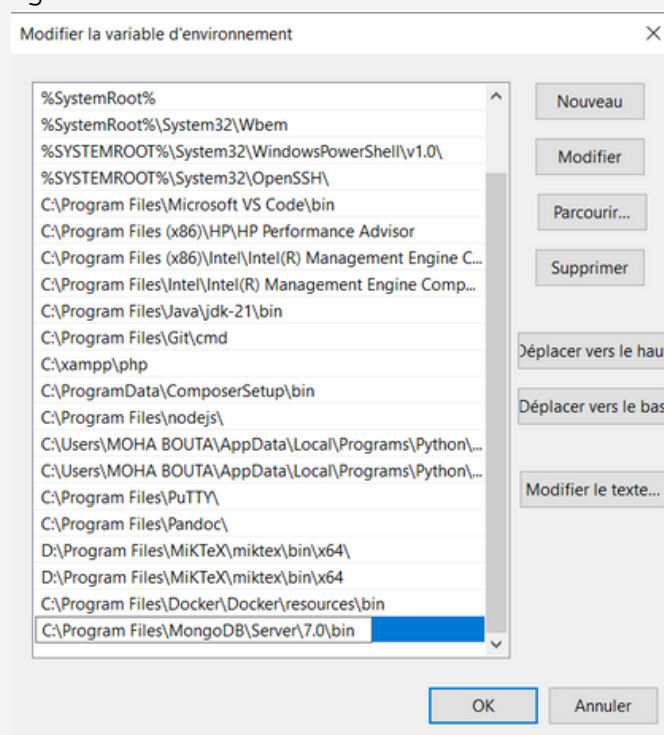 Modifier la variable d'environnement
%SystemRoot%
%SystemRoot%\System32\Wbem
%SYSTEMROOT%\System32\WindowsPowerShell\v1.0\
%SYSTEMROOT%\System32\OpenSSH\
C:\Program Files\Microsoft VS Code\bin
C:\Program Files (x86)\HP\HP Performance Advisor
C:\Program Files (x86)\Intel\Intel(R) Management Engine C...
C:\Program Files\Intel\Intel(R) Management Engine Comp...
C:\Program Files\Java\jdk-21\bin
C:\Program Files\Git\cmd
C:\xampp\php
C:\ProgramData\ComposerSetup\bin
C:\Program Files\nodejs\
C:\Users\MOHA BOUTA\AppData\Local\Programs\Python\...
C:\Users\MOHA BOUTA\AppData\Local\Programs\Python\...
C:\Program Files\PuTTY\
C:\Program Files\Pandoc\
D:\Program Files\MiKTeX\miktex\bin\x64\
D:\Program Files\MiKTeX\miktex\bin\x64
C:\Program Files\Docker\Docker\resources\bin
C:\Program Files\MongoDB\Server\7.0\bin
Nouveau
Modifier
Parcourir...
Supprimer
Déplacer vers le hau
Déplacer vers le bas
Modifier le texte...
OK
Annuler